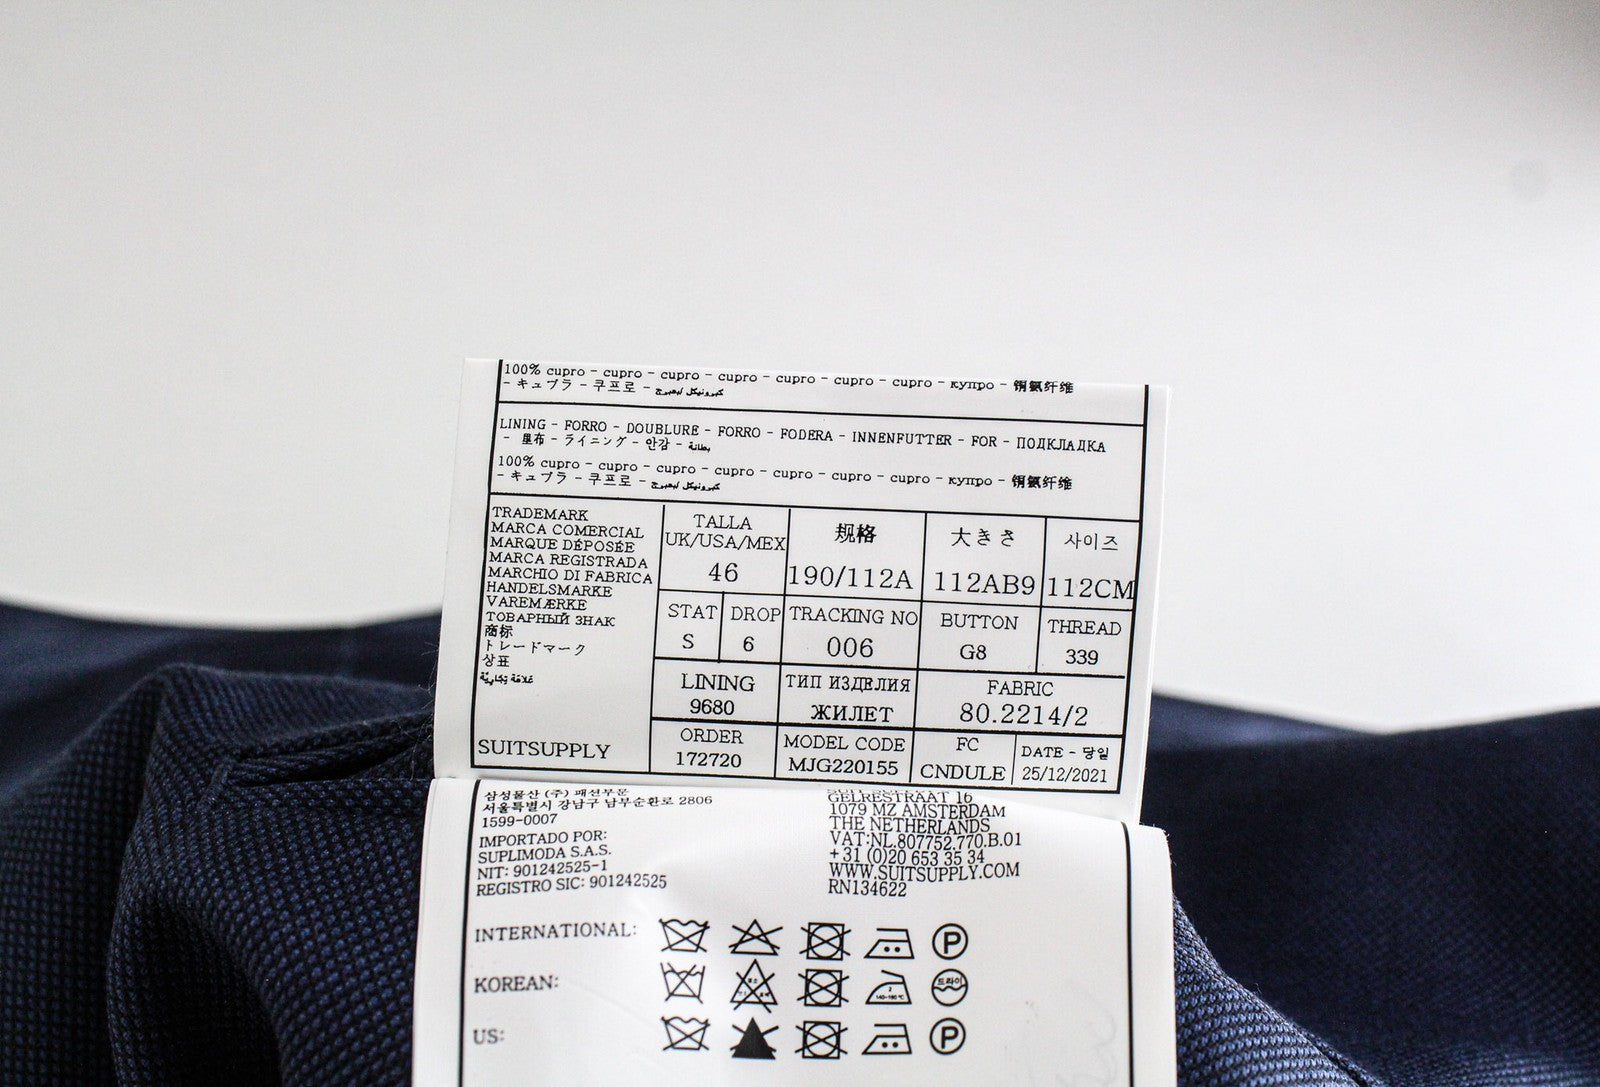 100% cupro - cupro - cupro - cupro - cupro - cupro - cupro - купро - 铜氨纤维
- キュプラ - 쿠프로 -
LINING - FORRO - DOUBLURE - FORRO - FODERA - INNENFUTTER - FOR - ПОДКЛАДКА
- 里布 - ライニング - 안감 - بطانة
100% cupro - cupro - cupro - cupro - cupro - cupro - cupro - купро - 铜氨纤维
- キュプラ - 쿠프로 -
TRADEMARK
MARCA COMERCIAL
MARQUE DÉPOSÉE
MARCA REGISTRADA
MARCHIO DI FABRICA
HANDELSMARKE
VAREMÆRKE
ТОВАРНЫЙ ЗНАК
商标
トレードマーク
상표
علامة تجارية
SUITSUPPLY
TALLA
UK/USA/MEX
46
规格
190/112A
大きさ
112AB9
사이즈
112CM
STAT
S
DROP
6
TRACKING NO
006
BUTTON
G8
THREAD
339
LINING
9680
ТИП ИЗДЕЛИЯ
ЖИЛЕТ
FABRIC
80.2214/2
ORDER
172720
MODEL CODE
MJG220155
FC
CNDULE
DATE - 당일
25/12/2021
삼성물산 (주) 패션부문
서울특별시 강남구 남부순환로 2806
1599-0007
IMPORTADO POR:
SUPLIMODA S.A.S.
NIT: 901242525-1
REGISTRO SIC: 901242525
GELRESTRAAT 16
1079 MZ AMSTERDAM
THE NETHERLANDS
VAT:NL.807752.770.B.01
+31 (0)20 653 35 34
WWW.SUITSUPPLY.COM
RN134622
INTERNATIONAL:
P
KOREAN:
2
140~160 ℃
드라이
US:
P